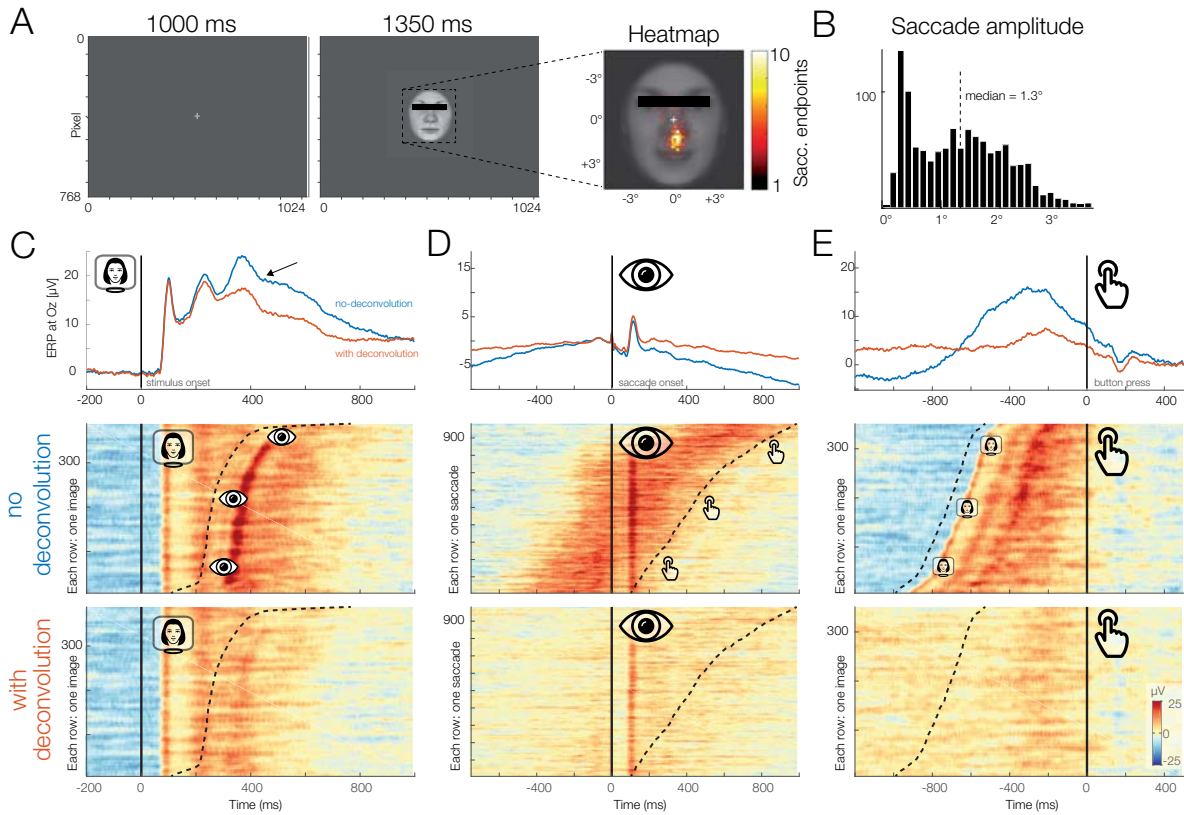 A
1000 ms
1350 ms
0
Pixel
768
0
1024
0
1024
Heatmap
-3°
0°
+3°
-3°
0°
+3°
10
1
Sacc. endpoints
B
Saccade amplitude
100
median = 1.3°
0°
1°
2°
3°
C
ERP at Oz [µV]
20
10
0
no-deconvolution
with deconvolution
stimulus onset
-200
0
400
800
D
15
5
-5
saccade onset
-400
0
400
800
E
20
10
0
button press
-800
-400
0
400
no
deconvolution
Each row: one image
300
Each row: one saccade
900
Each row: one image
300
with
deconvolution
Each row: one image
300
-200
0
400
800
Time (ms)
Each row: one saccade
900
-400
0
400
800
Time (ms)
Each row: one image
300
µV
25
0
-25
-800
-400
0
400
Time (ms)